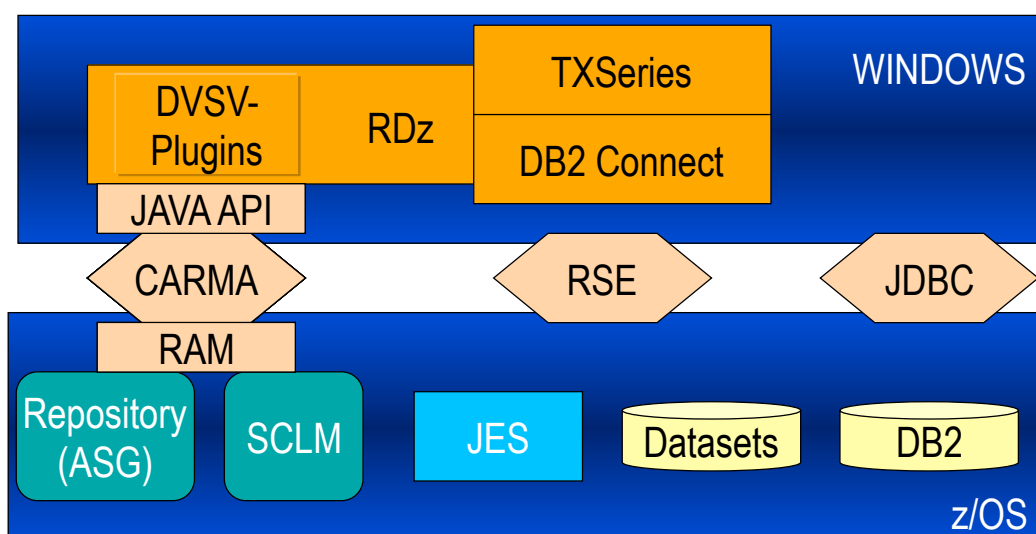 WINDOWS
TXSeries
DVSV-
Plugins
RDz
DB2 Connect
JAVA API
CARMA
RSE
JDBC
RAM
Repository
(ASG)
SCLM
JES
Datasets
DB2
z/OS